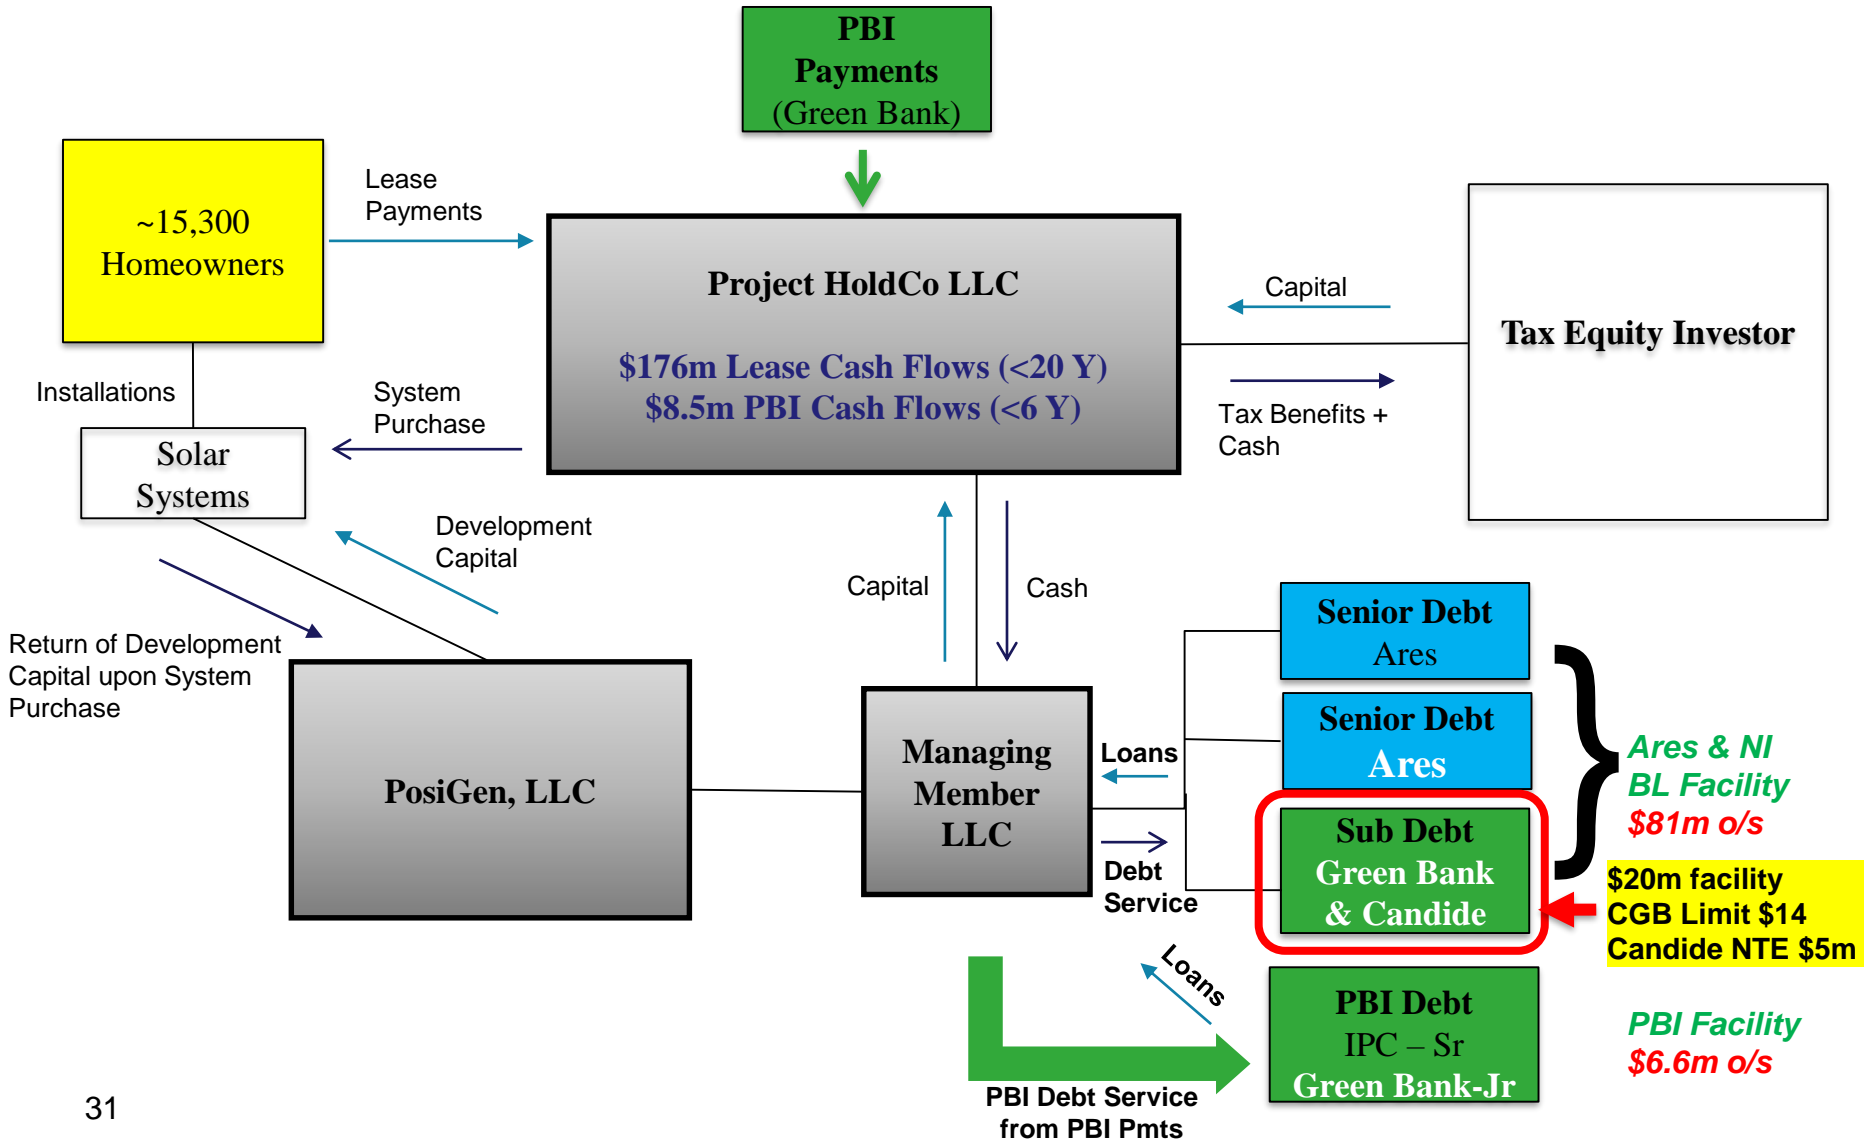 PBI
Payments
(Green Bank)
~15,300
Homeowners
Lease
Payments
Project HoldCo LLC
$176m Lease Cash Flows (<20 Y)
$8.5m PBI Cash Flows (<6 Y)
Capital
Tax Equity Investor
Tax Benefits +
Cash
Installations
System
Purchase
Solar
Systems
Development
Capital
Return of Development
Capital upon System
Purchase
Capital
Cash
PosiGen, LLC
Managing
Member
LLC
Loans
Debt
Service
Senior Debt
Ares
Senior Debt
Ares
Sub Debt
Green Bank
& Candide
Ares & NI
BL Facility
$81m o/s
$20m facility
CGB Limit $14
Candide NTE $5m
Loans
PBI Debt
IPC – Sr
Green Bank-Jr
PBI Facility
$6.6m o/s
PBI Debt Service
from PBI Pmts
31